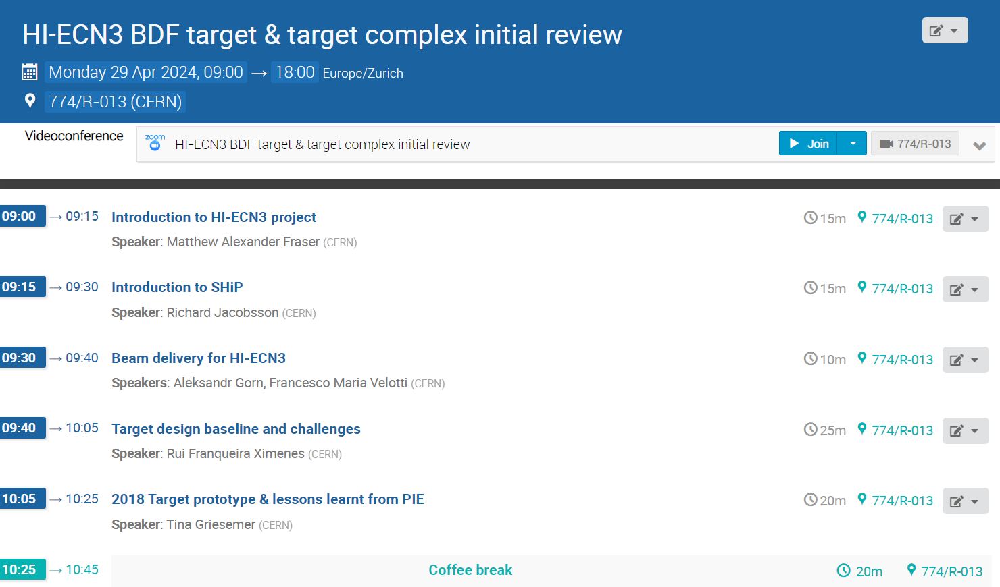 HI-ECN3 BDF target & target complex initial review
Monday 29 Apr 2024, 09:00 → 18:00 Europe/Zurich
774/R-013 (CERN)
Videoconference
zoom
HI-ECN3 BDF target & target complex initial review
Join
774/R-013
09:00 → 09:15 Introduction to HI-ECN3 project 15m 774/R-013
Speaker: Matthew Alexander Fraser (CERN)
09:15 → 09:30 Introduction to SHiP 15m 774/R-013
Speaker: Richard Jacobsson (CERN)
09:30 → 09:40 Beam delivery for HI-ECN3 10m 774/R-013
Speakers: Aleksandr Gorn, Francesco Maria Velotti (CERN)
09:40 → 10:05 Target design baseline and challenges 25m 774/R-013
Speaker: Rui Franqueira Ximenes (CERN)
10:05 → 10:25 2018 Target prototype & lessons learnt from PIE 20m 774/R-013
Speaker: Tina Griesemer (CERN)
10:25 → 10:45 Coffee break 20m 774/R-013